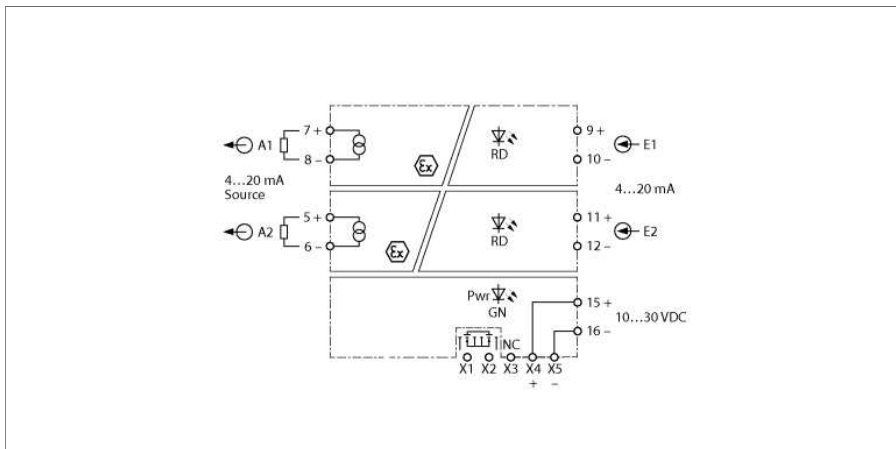 7 +
9 +
A1
E1
RD
8 –
10 –
Ex
4…20 mA
Source
4…20 mA
5 +
11 +
A2
E2
RD
6 –
12 –
Ex
Pwr
15 +
GN
10…30 VDC
16 –
NC
X1 X2 X3 X4 X5
+ –